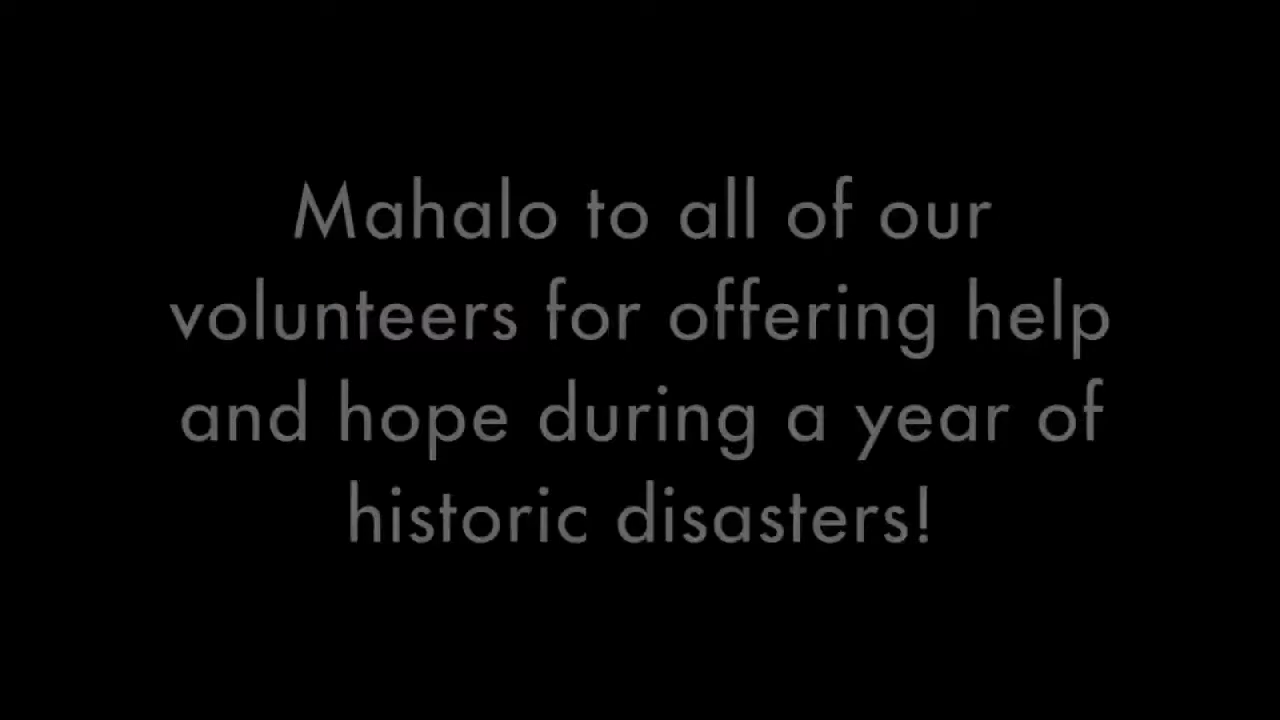 Mahalo to all of our
volunteers for offering help
and hope during a year of
historic disasters!